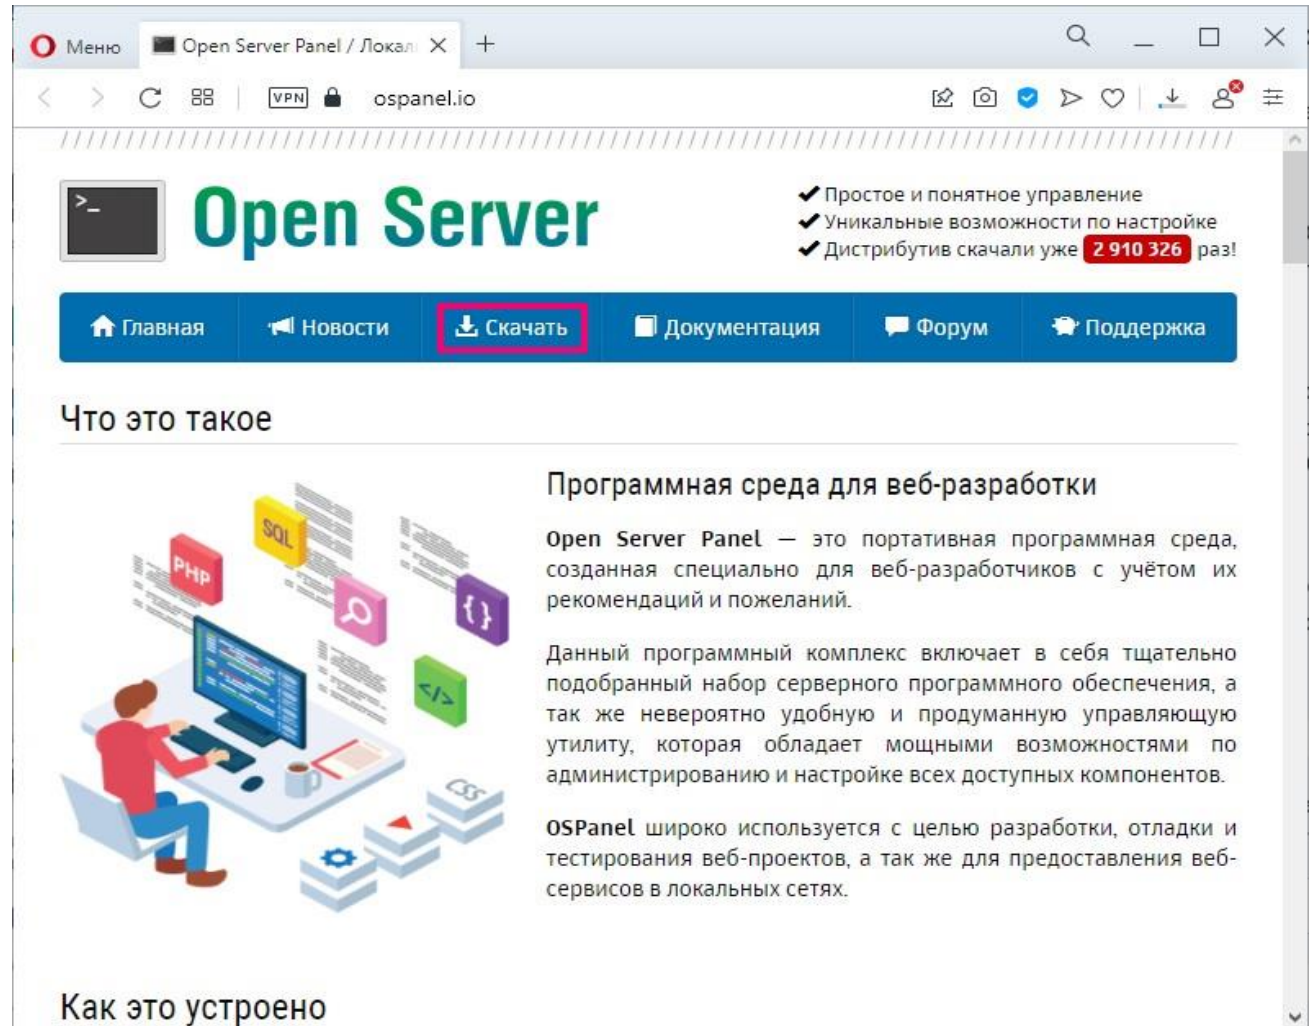 Меню
Open Server Panel / Локал
VPN
ospanel.io
>_
Open Server
Простое и понятное управление
Уникальные возможности по настройке
Дистрибутив скачали уже 2 910 326 раз!
Главная Новости Скачать Документация Форум Поддержка
Что это такое
SQL
PHP
{}
</>
CSS
Программная среда для веб-разработки
Open Server Panel — это портативная программная среда,
созданная специально для веб-разработчиков с учётом их
рекомендаций и пожеланий.
Данный программный комплекс включает в себя тщательно
подобранный набор серверного программного обеспечения, а
так же невероятно удобную и продуманную управляющую
утилиту, которая обладает мощными возможностями по
администрированию и настройке всех доступных компонентов.
OSPanel широко используется с целью разработки, отладки и
тестирования веб-проектов, а так же для предоставления веб-
сервисов в локальных сетях.
Как это устроено